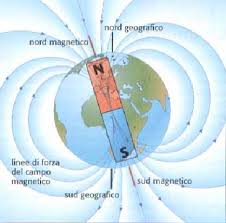 nord geografico
nord magnetico
N
S
linee di forza
del campo
magnetico
sud magnetico
sud geografico